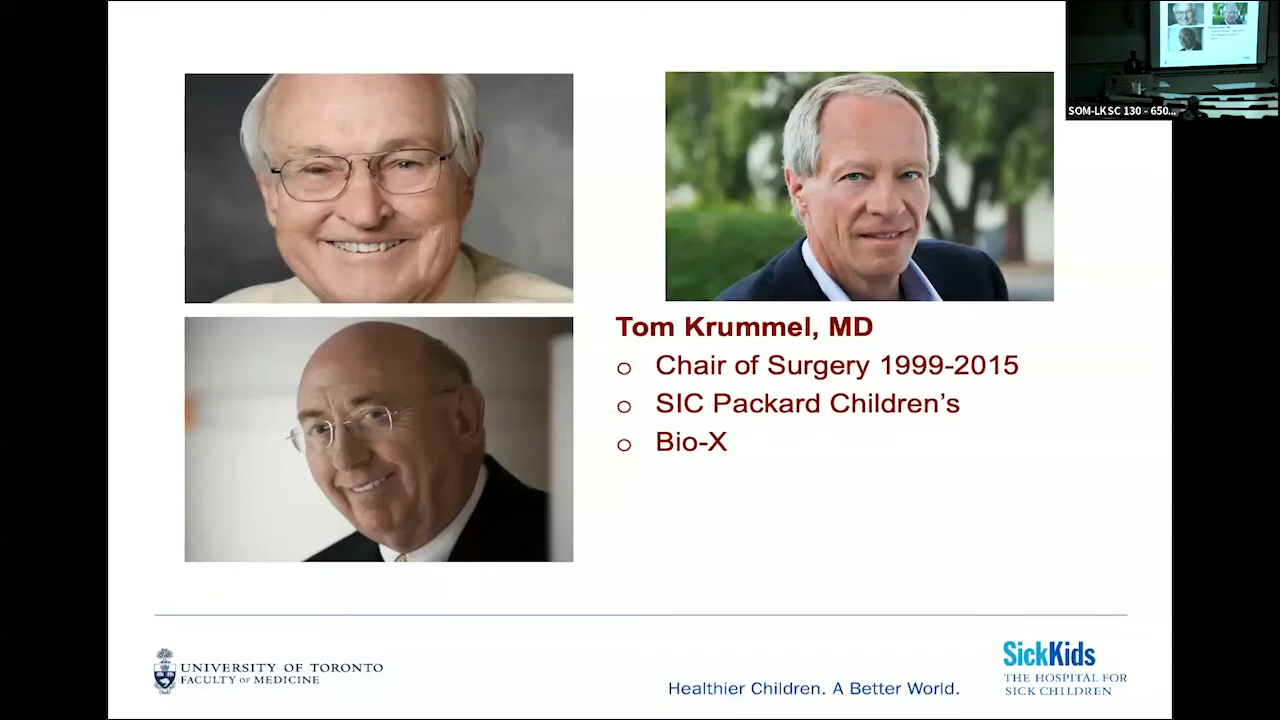 SOM-LKSC 130 - 650...
Tom Krummel, MD
o Chair of Surgery 1999-2015
o SIC Packard Children's
o Bio-X
UNIVERSITY OF TORONTO
FACULTY OF MEDICINE
Healthier Children. A Better World.
SickKids
THE HOSPITAL FOR
SICK CHILDREN